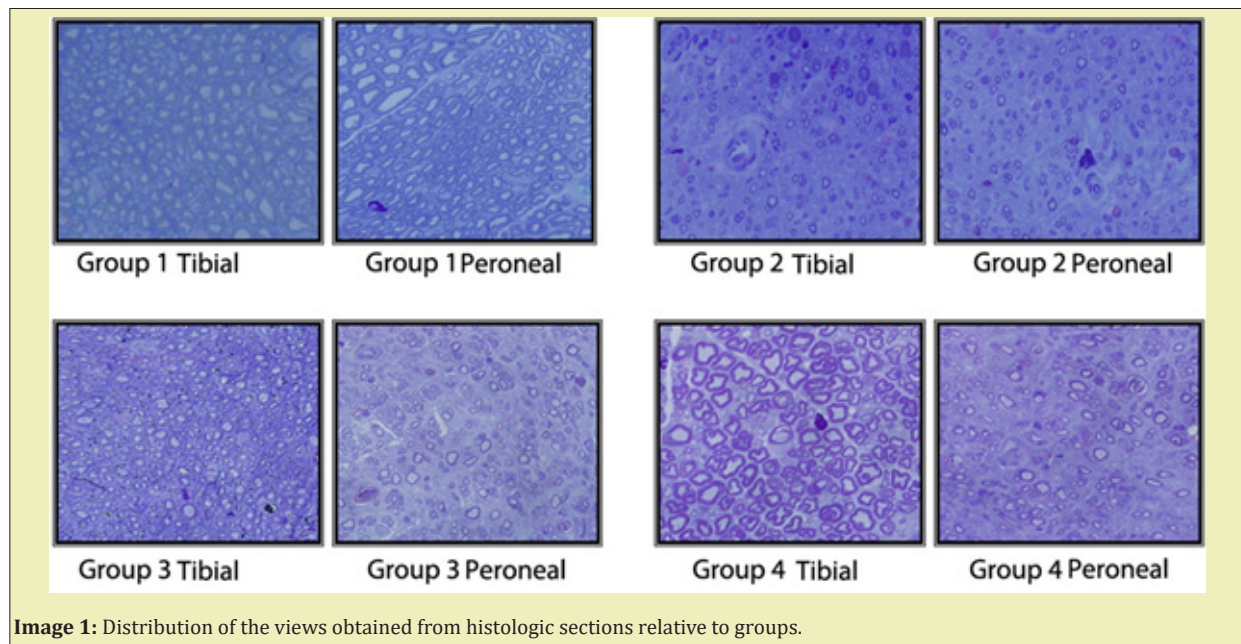 Group 1 Tibial
Group 1 Peroneal
Group 2 Tibial
Group 2 Peroneal
Group 3 Tibial
Group 3 Peroneal
Group 4 Tibial
Group 4 Peroneal
Image 1: Distribution of the views obtained from histologic sections relative to groups.